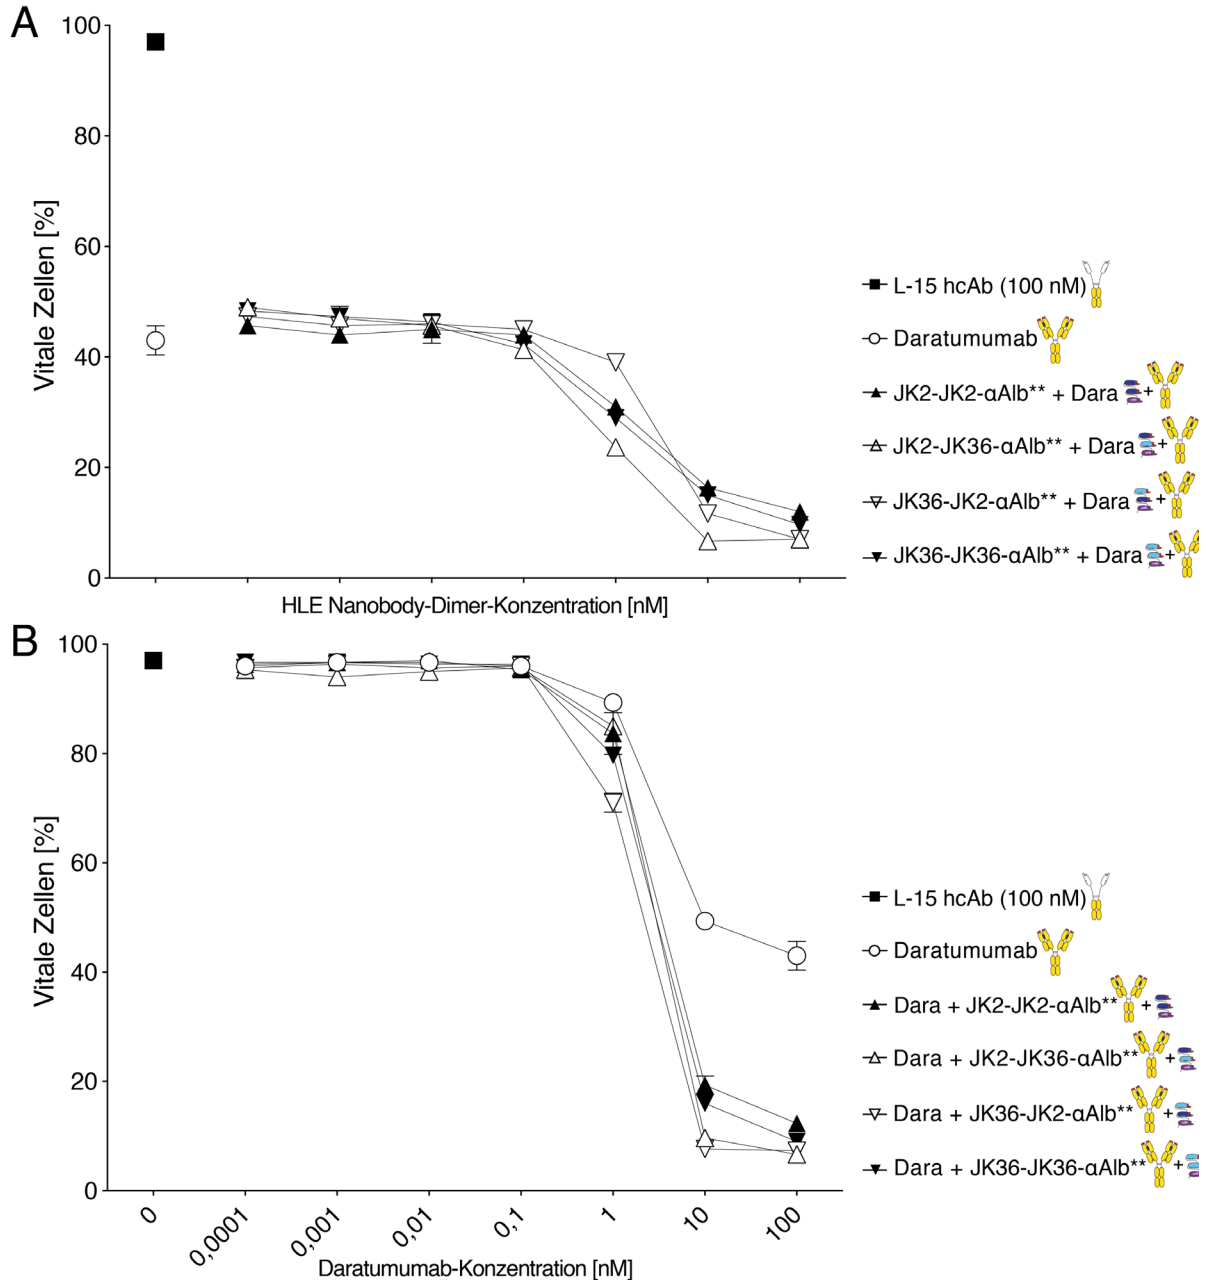 A
Vitale Zellen [%]
100
80
60
40
20
0
HLE Nanobody-Dimer-Konzentration [nM]
L-15 hcAb (100 nM)
Daratumumab
JK2-JK2-αAlb** + Dara +
JK2-JK36-αAlb** + Dara +
JK36-JK2-αAlb** + Dara +
JK36-JK36-αAlb** + Dara +
B
Vitale Zellen [%]
100
80
60
40
20
0
0 0,0001 0,001 0,01 0,1 1 10 100
Daratumumab-Konzentration [nM]
L-15 hcAb (100 nM)
Daratumumab
Dara + JK2-JK2-αAlb** +
Dara + JK2-JK36-αAlb** +
Dara + JK36-JK2-αAlb** +
Dara + JK36-JK36-αAlb** +